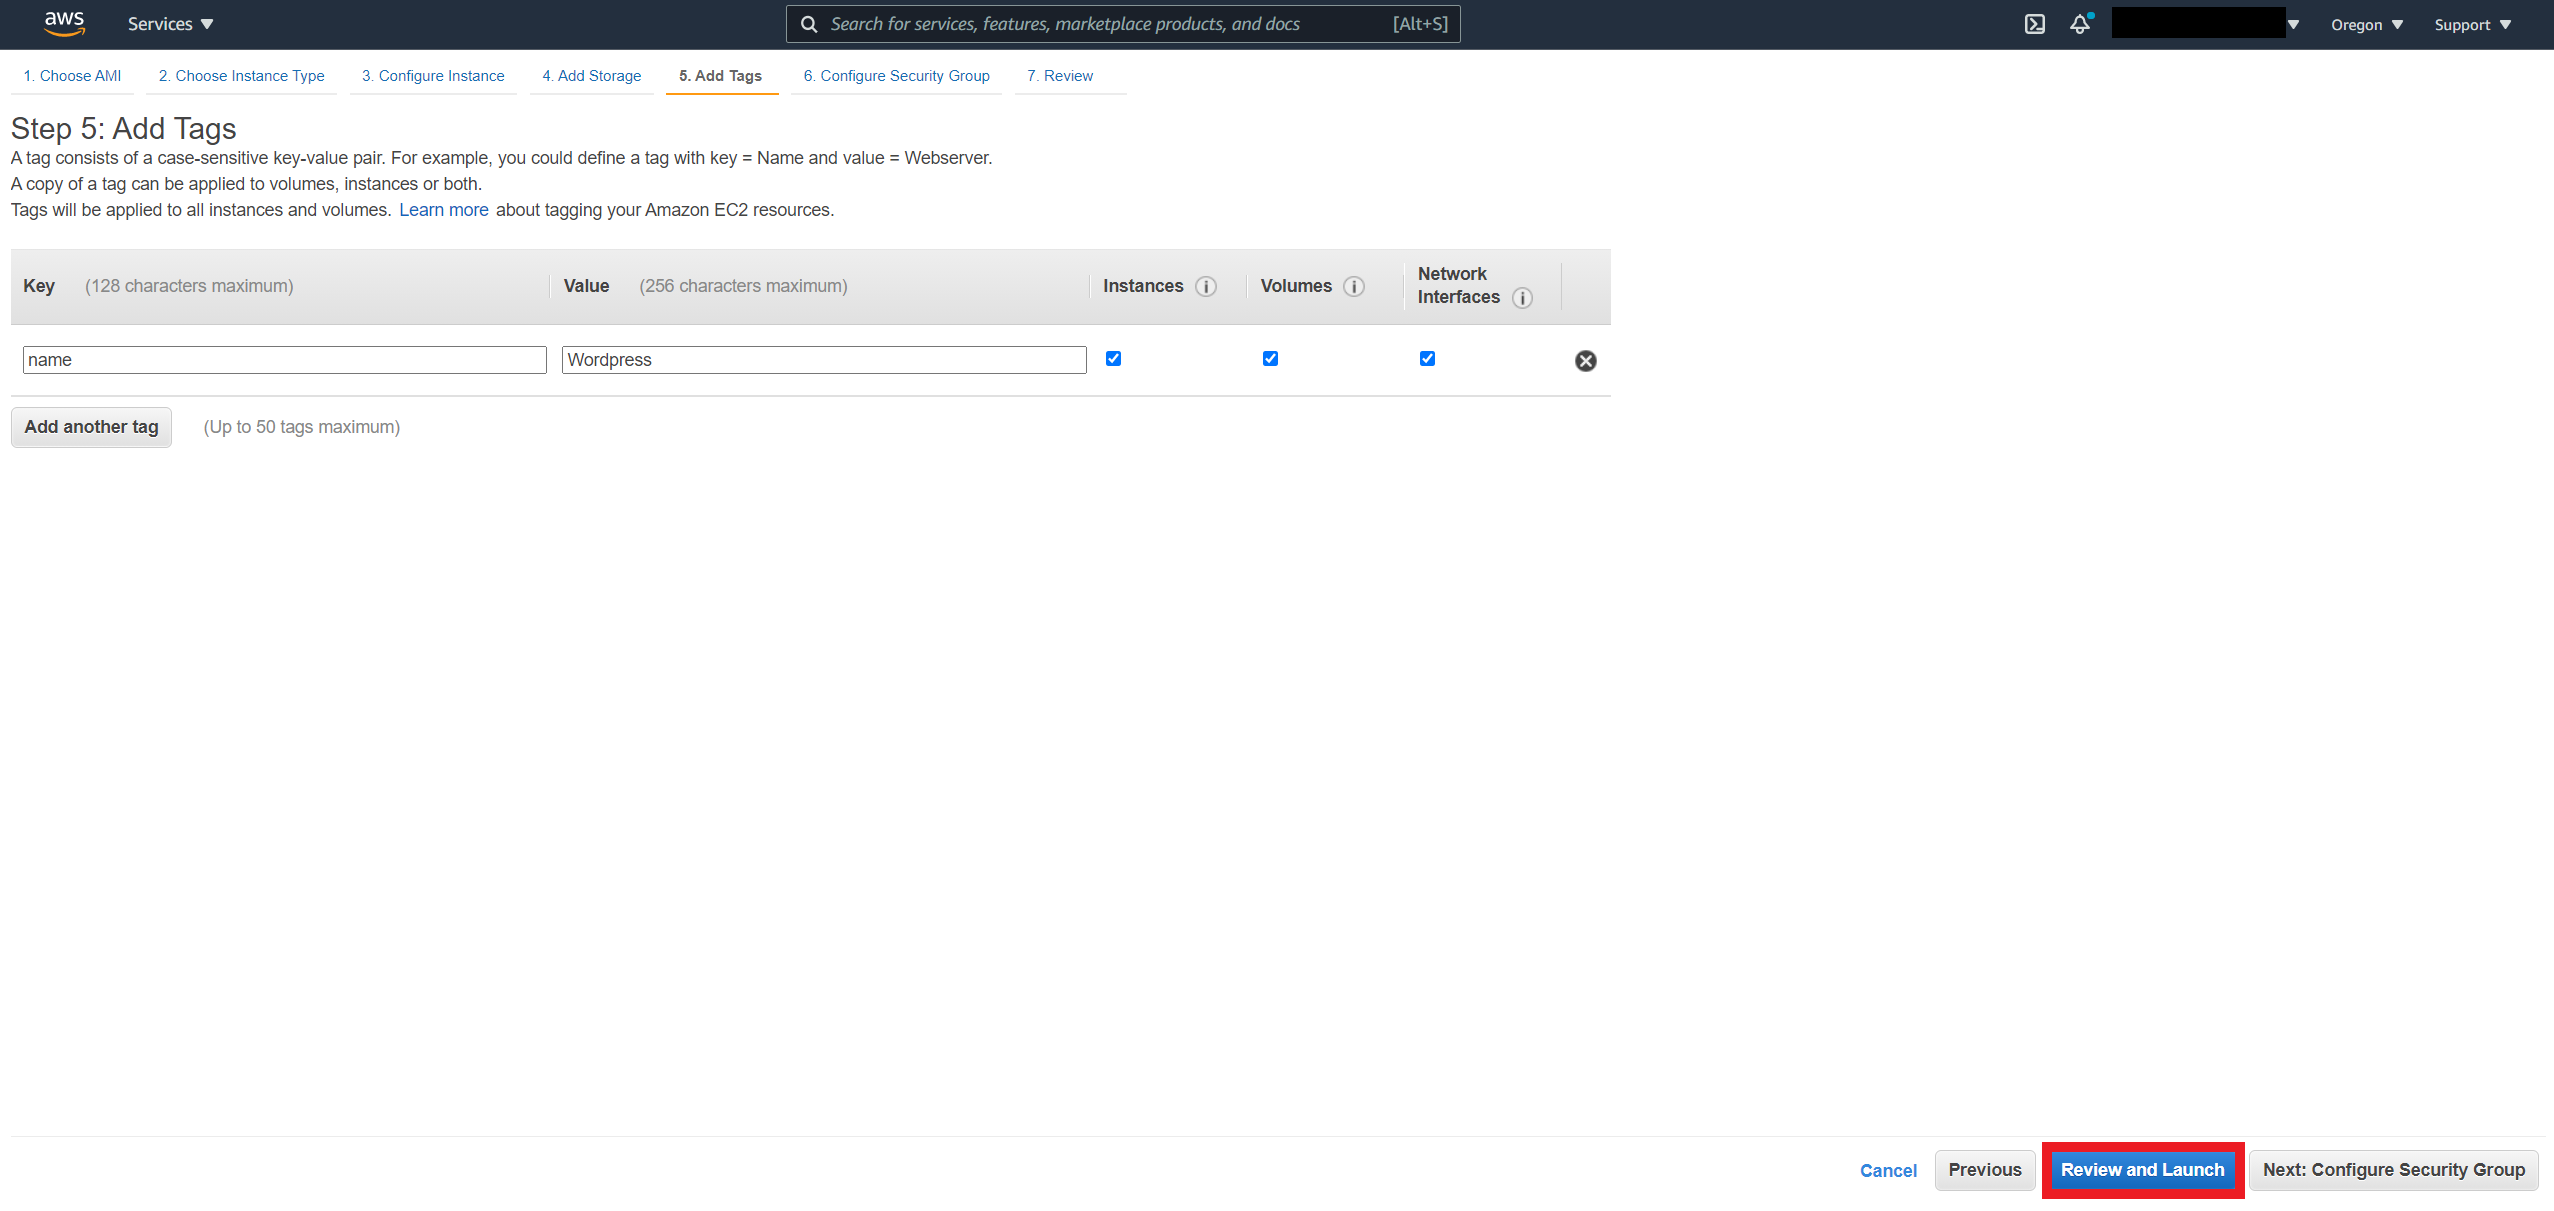 aws Services Search for services, features, marketplace products, and docs [Alt+S] Oregon Support
1. Choose AMI 2. Choose Instance Type 3. Configure Instance 4. Add Storage 5. Add Tags 6. Configure Security Group 7. Review
Step 5: Add Tags
A tag consists of a case-sensitive key-value pair. For example, you could define a tag with key = Name and value = Webserver.
A copy of a tag can be applied to volumes, instances or both.
Tags will be applied to all instances and volumes. Learn more about tagging your Amazon EC2 resources.
Key (128 characters maximum) Value (256 characters maximum) Instances i Volumes i Network Interfaces i
name Wordpress
Add another tag (Up to 50 tags maximum)
Cancel Previous Review and Launch Next: Configure Security Group